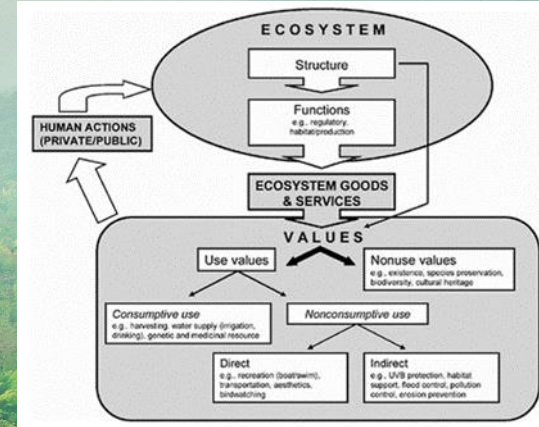 ECOSYSTEM
Structure
Functions
e.g., regulatory,
habitat/production
HUMAN ACTIONS
(PRIVATE/PUBLIC)
ECOSYSTEM GOODS
& SERVICES
VALUES
Use values
Nonuse values
e.g., existence, species preservation,
biodiversity, cultural heritage
Consumptive use
e.g., harvesting, water supply (irrigation,
drinking), genetic and medicinal resource
Nonconsumptive use
Direct
e.g., recreation (boat/swim),
transportation, aesthetics,
birdwatching
Indirect
e.g., UVB protection, habitat
support, flood control, pollution
control, erosion prevention